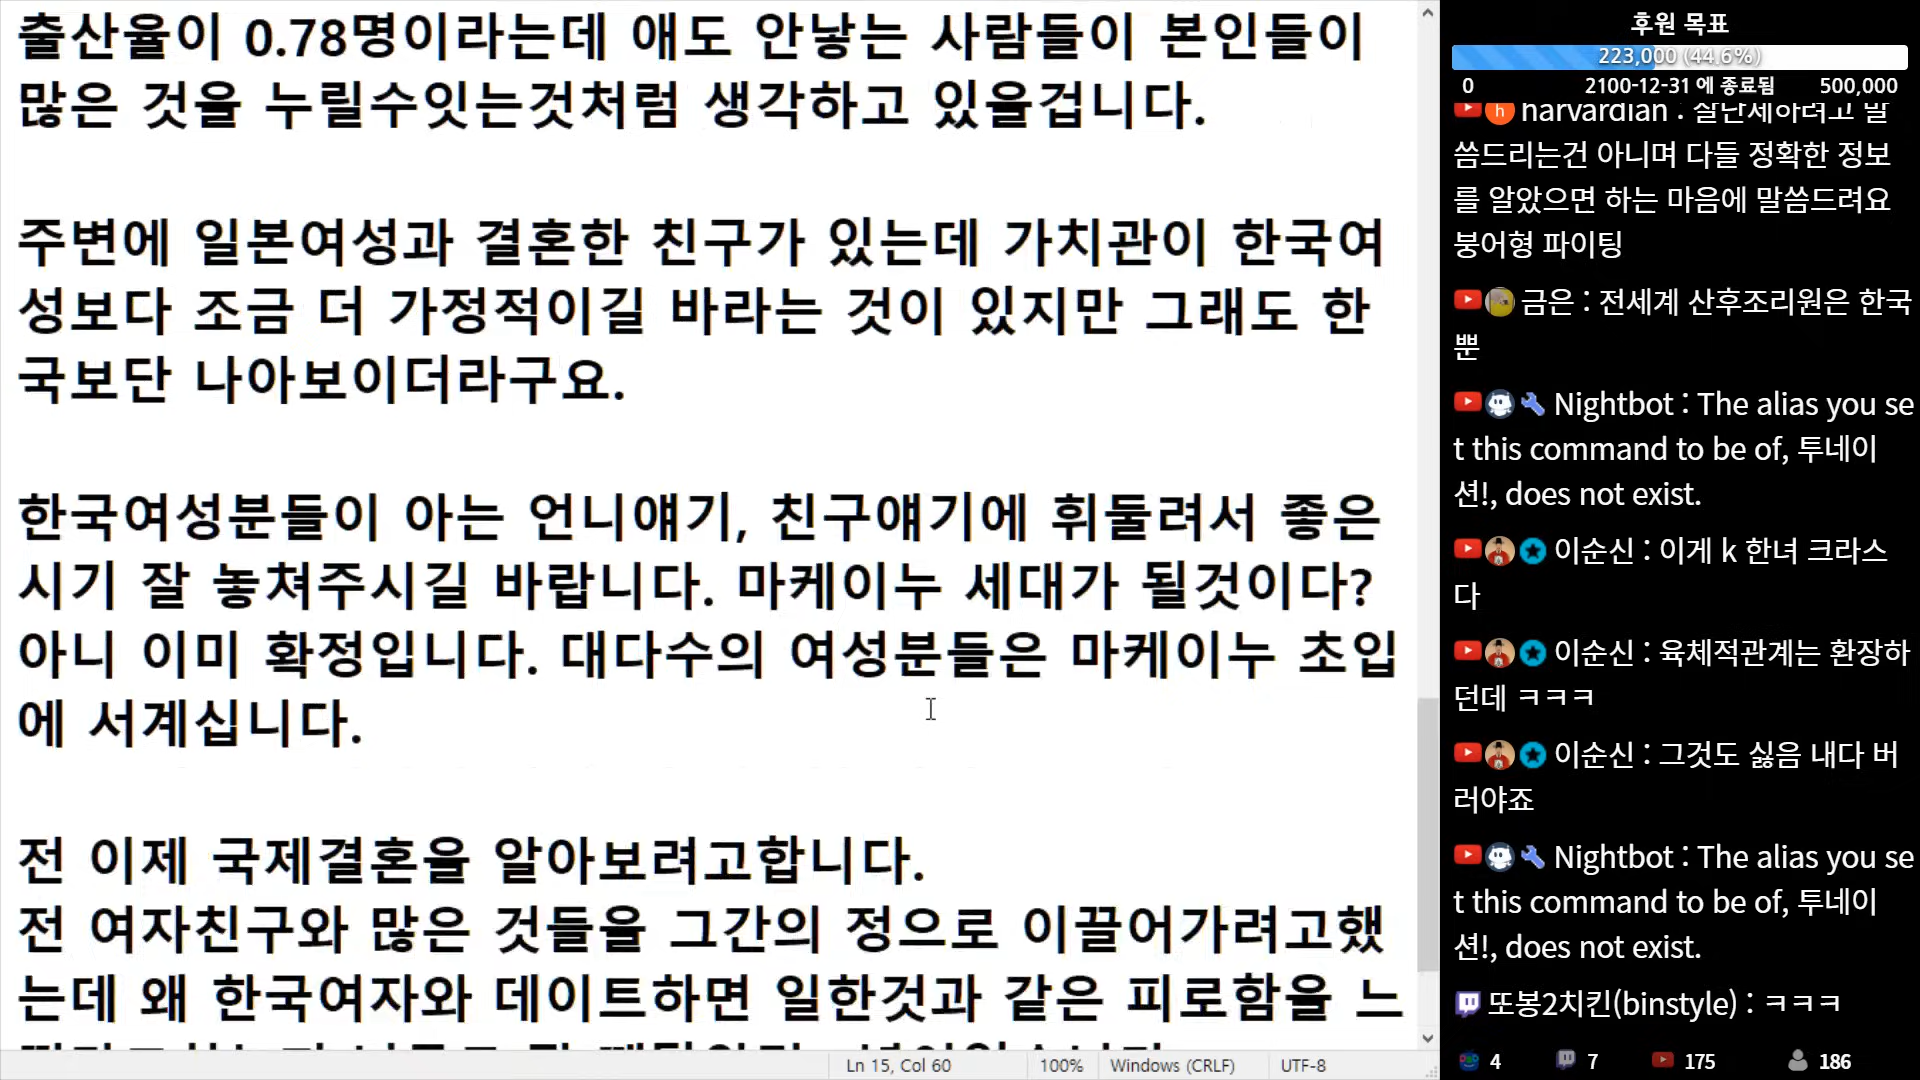 출산율이 0.78명이라는데 애도 안낳는 사람들이 본인들이
많은 것을 누릴수잇는것처럼 생각하고 있을겁니다.
주변에 일본여성과 결혼한 친구가 있는데 가치관이 한국여
성보다 조금 더 가정적이길 바라는 것이 있지만 그래도 한
국보단 나아보이더라구요.
한국여성분들이 아는 언니얘기, 친구얘기에 휘둘려서 좋은
시기 잘 놓쳐주시길 바랍니다. 마케이누 세대가 될것이다?
아니 이미 확정입니다. 대다수의 여성분들은 마케이누 초입
에 서계십니다.
전 이제 국제결혼을 알아보려고합니다.
전 여자친구와 많은 것들을 그간의 정으로 이끌어가려고했
는데 왜 한국여자와 데이트하면 일한것과 같은 피로함을 느
Ln 15, Col 60
100%
Windows (CRLF)
UTF-8
후원 목표
223,000 (44.6%)
0 2100-12-31 에 종료됨 500,000
h harvardian : 잘난체하려고 말
씀드리는건 아니며 다들 정확한 정보
를 알았으면 하는 마음에 말씀드려요
붕어형 파이팅
금은 : 전세계 산후조리원은 한국
뿐
Nightbot : The alias you se
t this command to be of, 투네이
션!, does not exist.
이순신 : 이게 k 한녀 크라스
다
이순신 : 육체적관계는 환장하
던데 ㅋㅋㅋ
이순신 : 그것도 싫음 내다 버
러야죠
Nightbot : The alias you se
t this command to be of, 투네이
션!, does not exist.
또봉2치킨(binstyle) : ㅋㅋㅋ
4 7 175 186